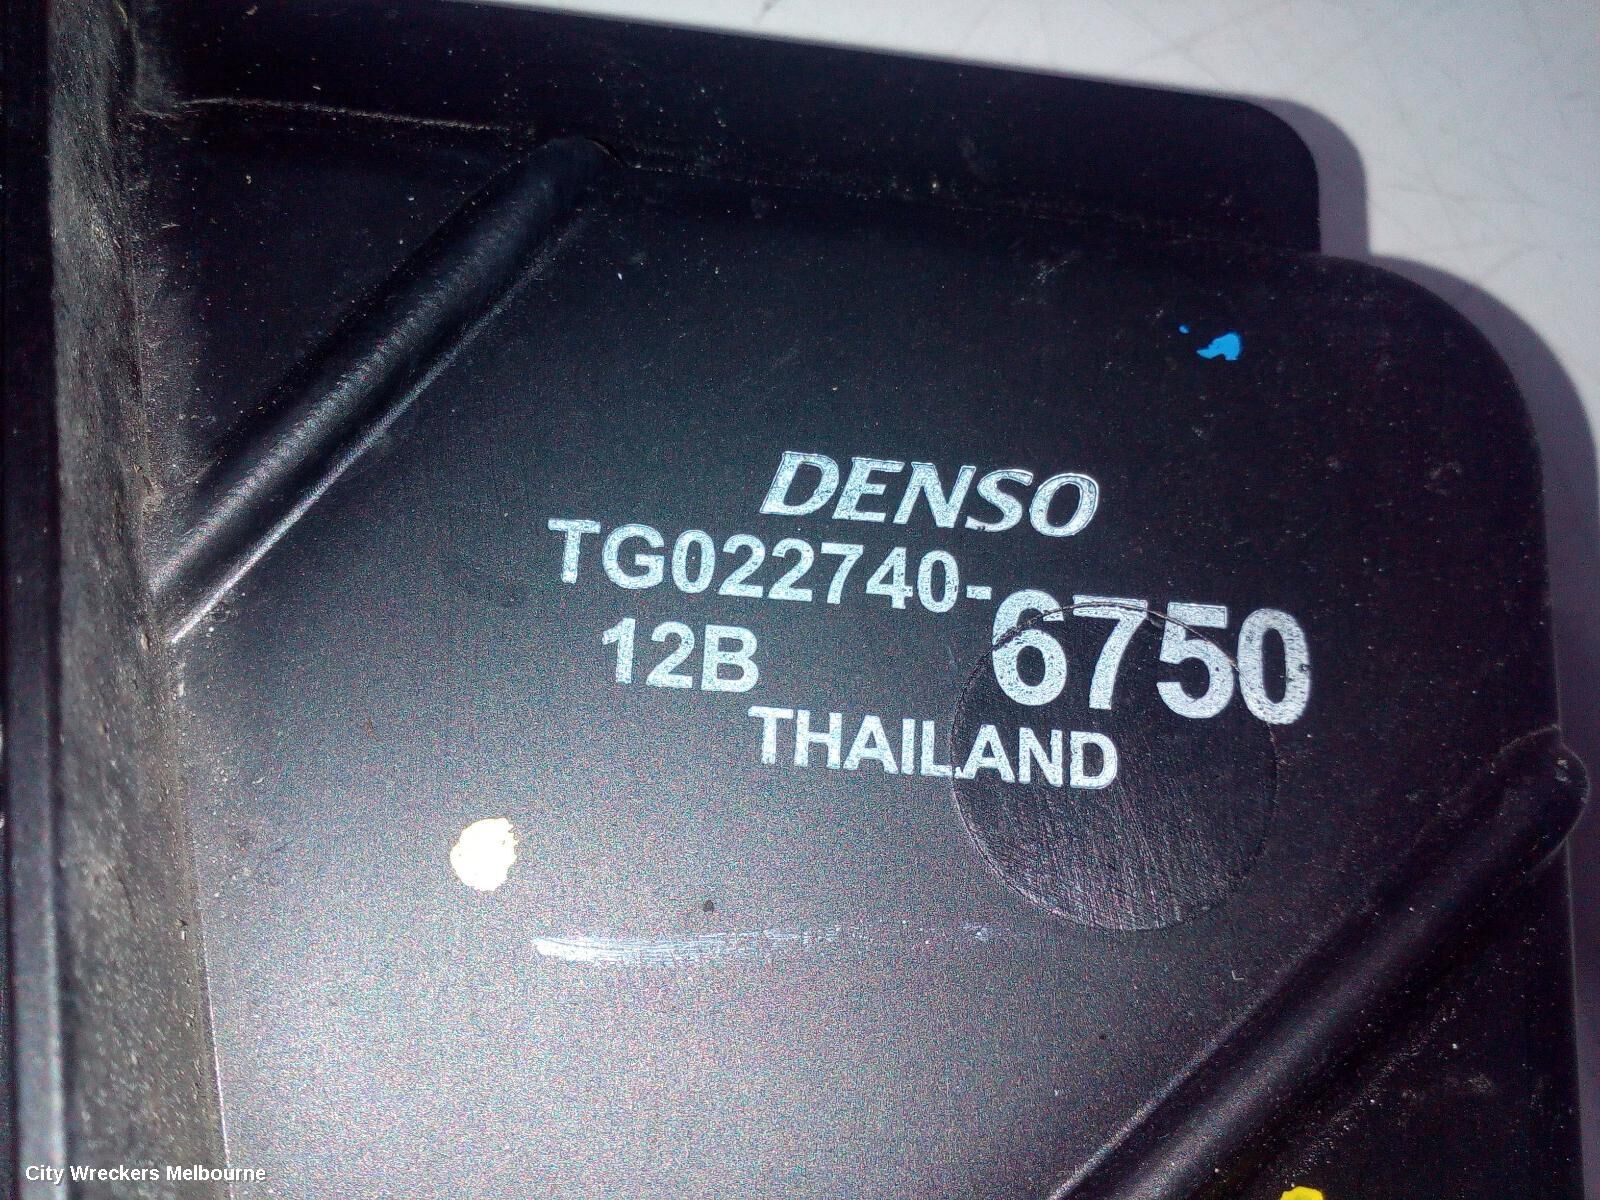 DENSO
TG022740-6750
12B
THAILAND
City Wreckers Melbourne